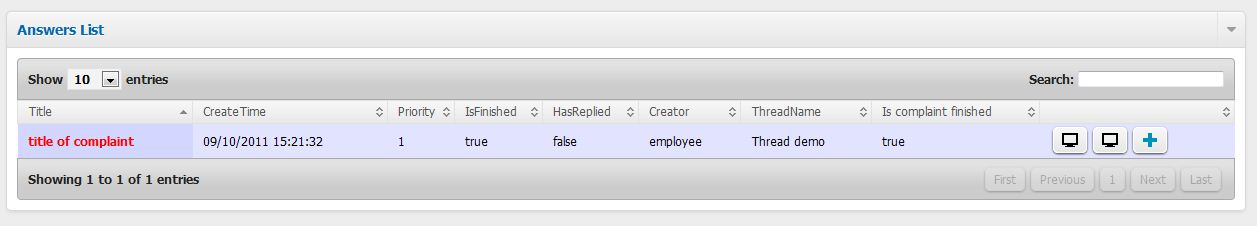 Answers List
Show 10 entries Search:
Title CreateTime Priority IsFinished HasReplied Creator ThreadName Is complaint finished
title of complaint 09/10/2011 15:21:32 1 true false employee Thread demo true
Showing 1 to 1 of 1 entries First Previous 1 Next Last